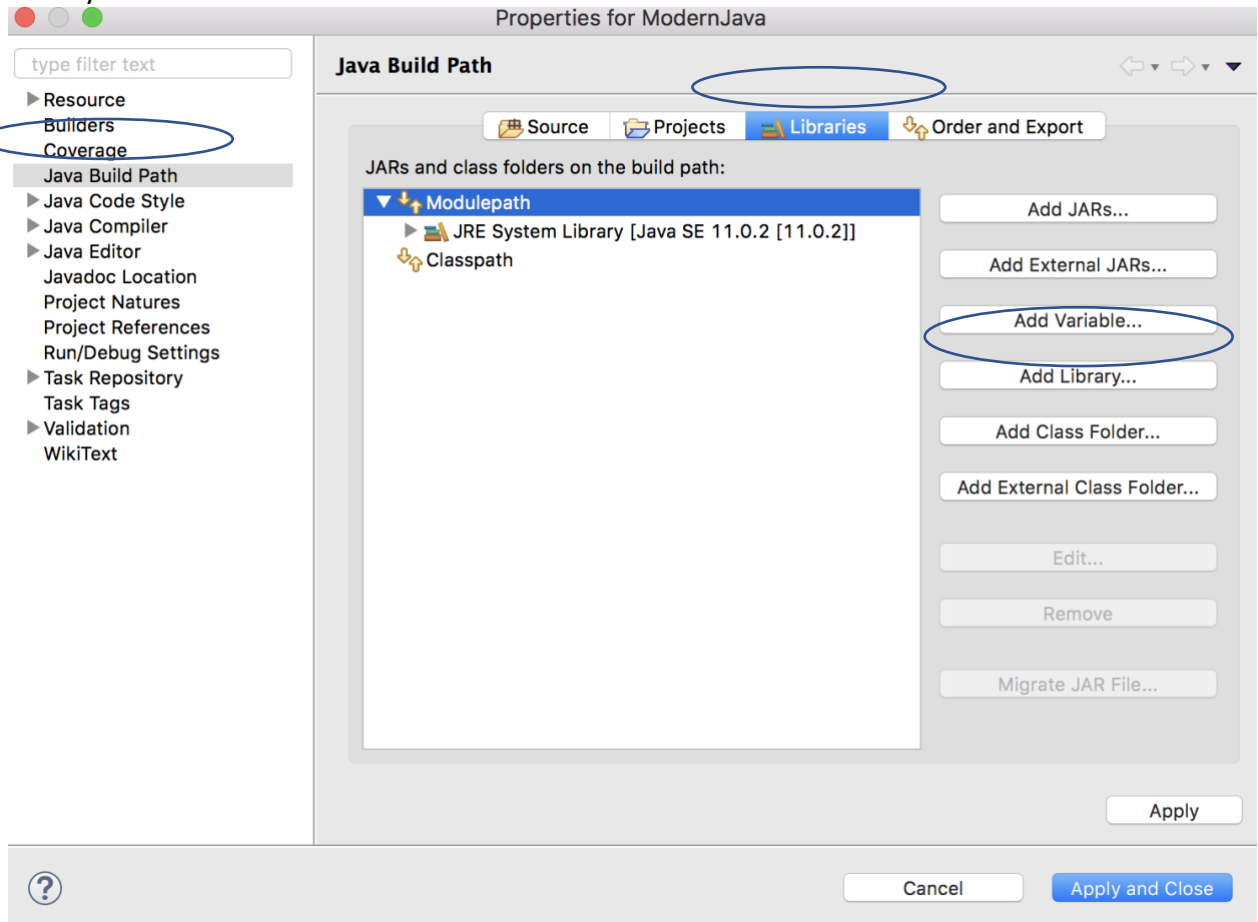 Properties for ModernJava
type filter text
Resource
Builders
Coverage
Java Build Path
Java Code Style
Java Compiler
Java Editor
Javadoc Location
Project Natures
Project References
Run/Debug Settings
Task Repository
Task Tags
Validation
WikiText
Java Build Path
Source Projects Libraries Order and Export
JARs and class folders on the build path:
Modulepath
JRE System Library [Java SE 11.0.2 [11.0.2]]
Classpath
Add JARs...
Add External JARs...
Add Variable...
Add Library...
Add Class Folder...
Add External Class Folder...
Edit...
Remove
Migrate JAR File...
Apply
?
Cancel
Apply and Close